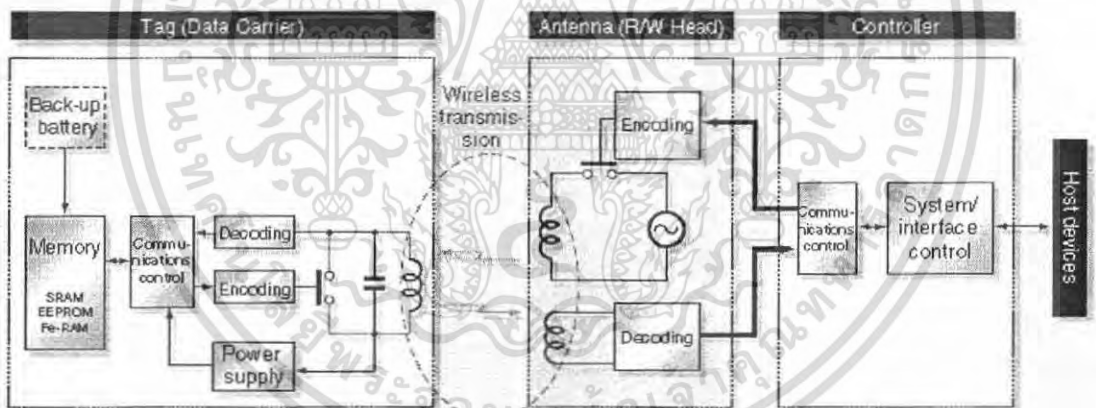 Tag (Data Carrier)
Antenna (R/W Head)
Controller
Back-up
battery
Memory
SRAM
EEPROM
Fe-RAM
Commu-
nications
control
Decoding
Encoding
Power
supply
Wireless
transmis-
sion
Encoding
Decoding
Commu-
nications
control
System/
interface
control
Host devices